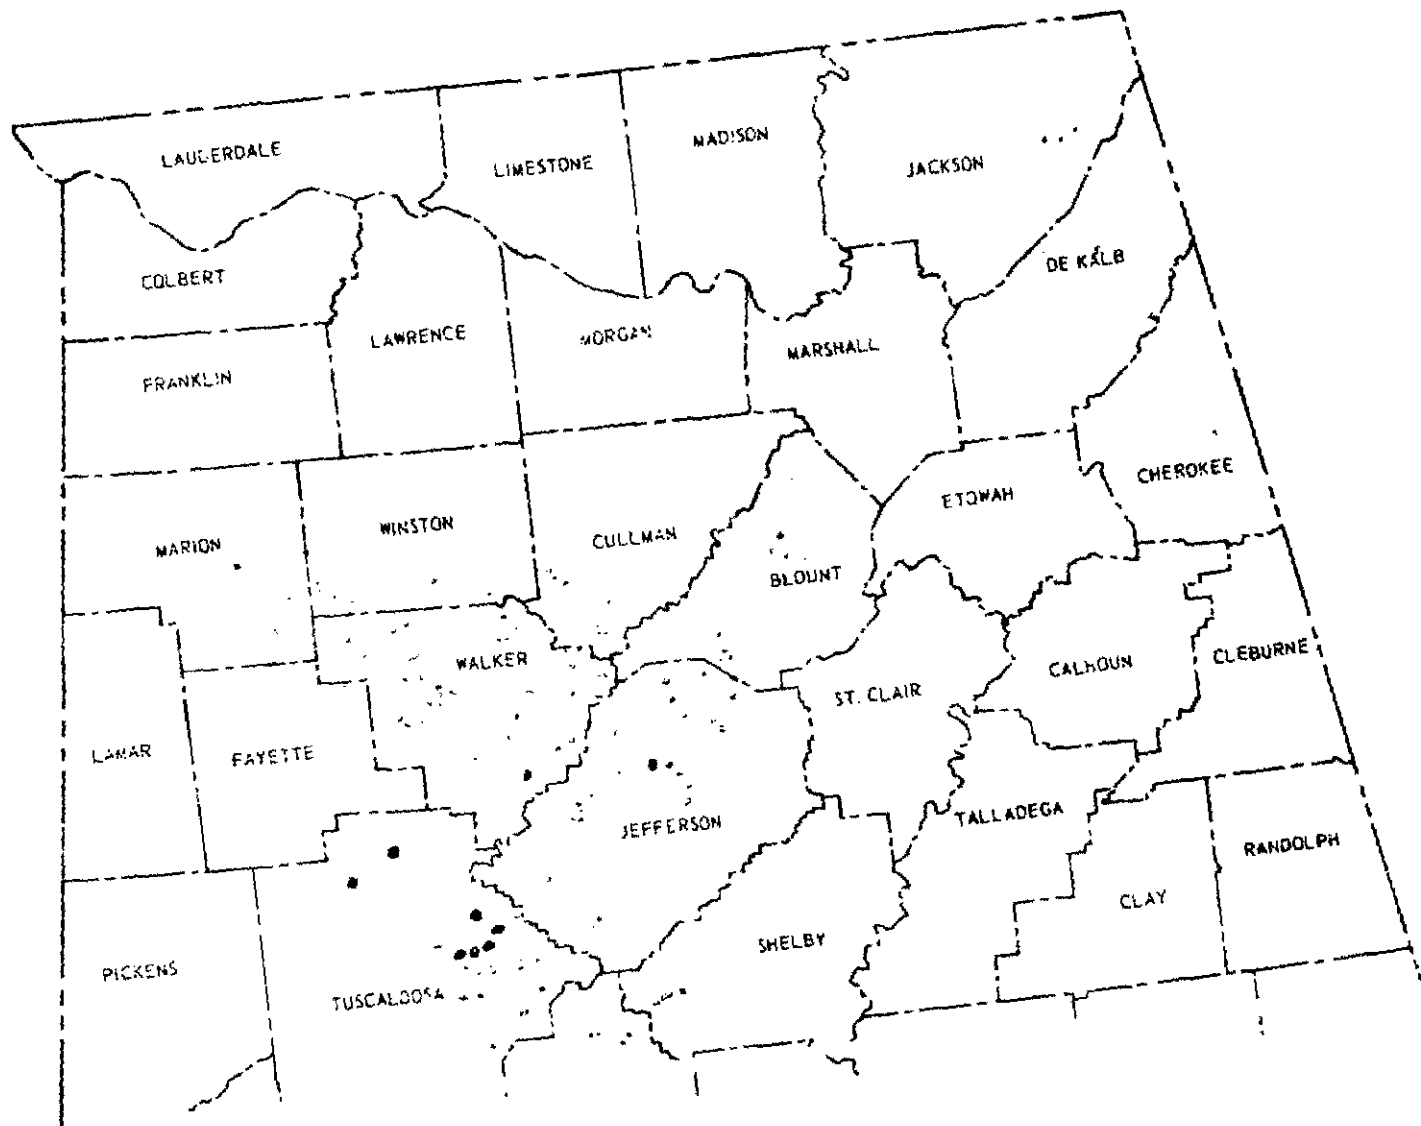 MADISON
LAUDERDALE
LIMESTONE
JACKSON
DE KALB
COLBERT
LAWRENCE
MORGAN
MARSHALL
FRANKLIN
CHEROKEE
ETOWAH
WINSTON
CULLMAN
MARION
BLOUNT
CLEBURNE
WALKER
CALHOUN
ST. CLAIR
LAMAR
FAYETTE
TALLADEGA
JEFFERSON
RANDOLPH
CLAY
SHELBY
PICKENS
TUSCALOOSA